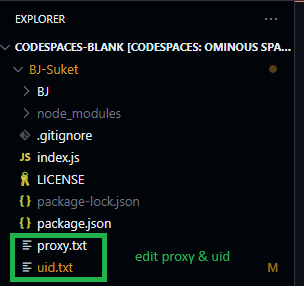 EXPLORER
CODESPACES-BLANK [CODESPACES: OMINOUS SPA...
BJ-Suket
BJ
node_modules
.gitignore
JS index.js
LICENSE
{} package-lock.json
{} package.json
proxy.txt
edit proxy & uid
uid.txt M